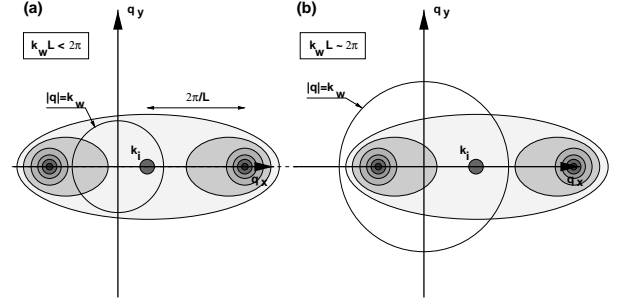 (a)
q y
k w L < 2π
|q|=k w
2π/L
k i
q x
(b)
q y
k w L ~ 2π
|q|=k w
k i
q x